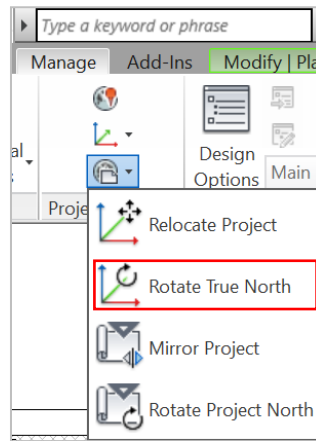 Type a keyword or phrase
Manage Add-Ins Modify | Pla
al
Design
Options Main
Proje
Relocate Project
Rotate True North
Mirror Project
Rotate Project North